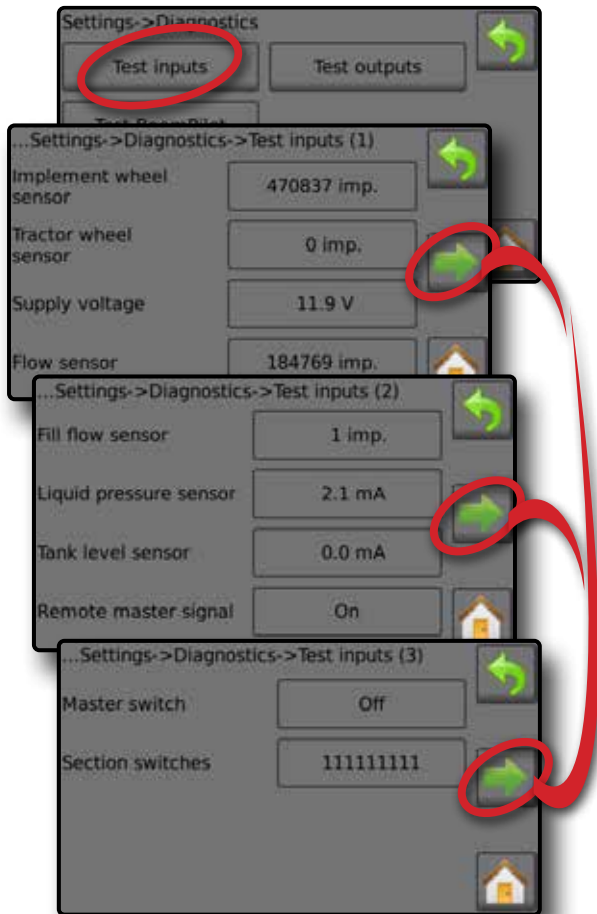 Settings->Diagnostics
Test inputs Test outputs
Test BoomPilot
...Settings->Diagnostics->Test inputs (1)
Implement wheel sensor 470837 imp.
Tractor wheel sensor 0 imp.
Supply voltage 11.9 V
Flow sensor 184769 imp.
...Settings->Diagnostics->Test inputs (2)
Fill flow sensor 1 imp.
Liquid pressure sensor 2.1 mA
Tank level sensor 0.0 mA
Remote master signal On
...Settings->Diagnostics->Test inputs (3)
Master switch Off
Section switches 111111111